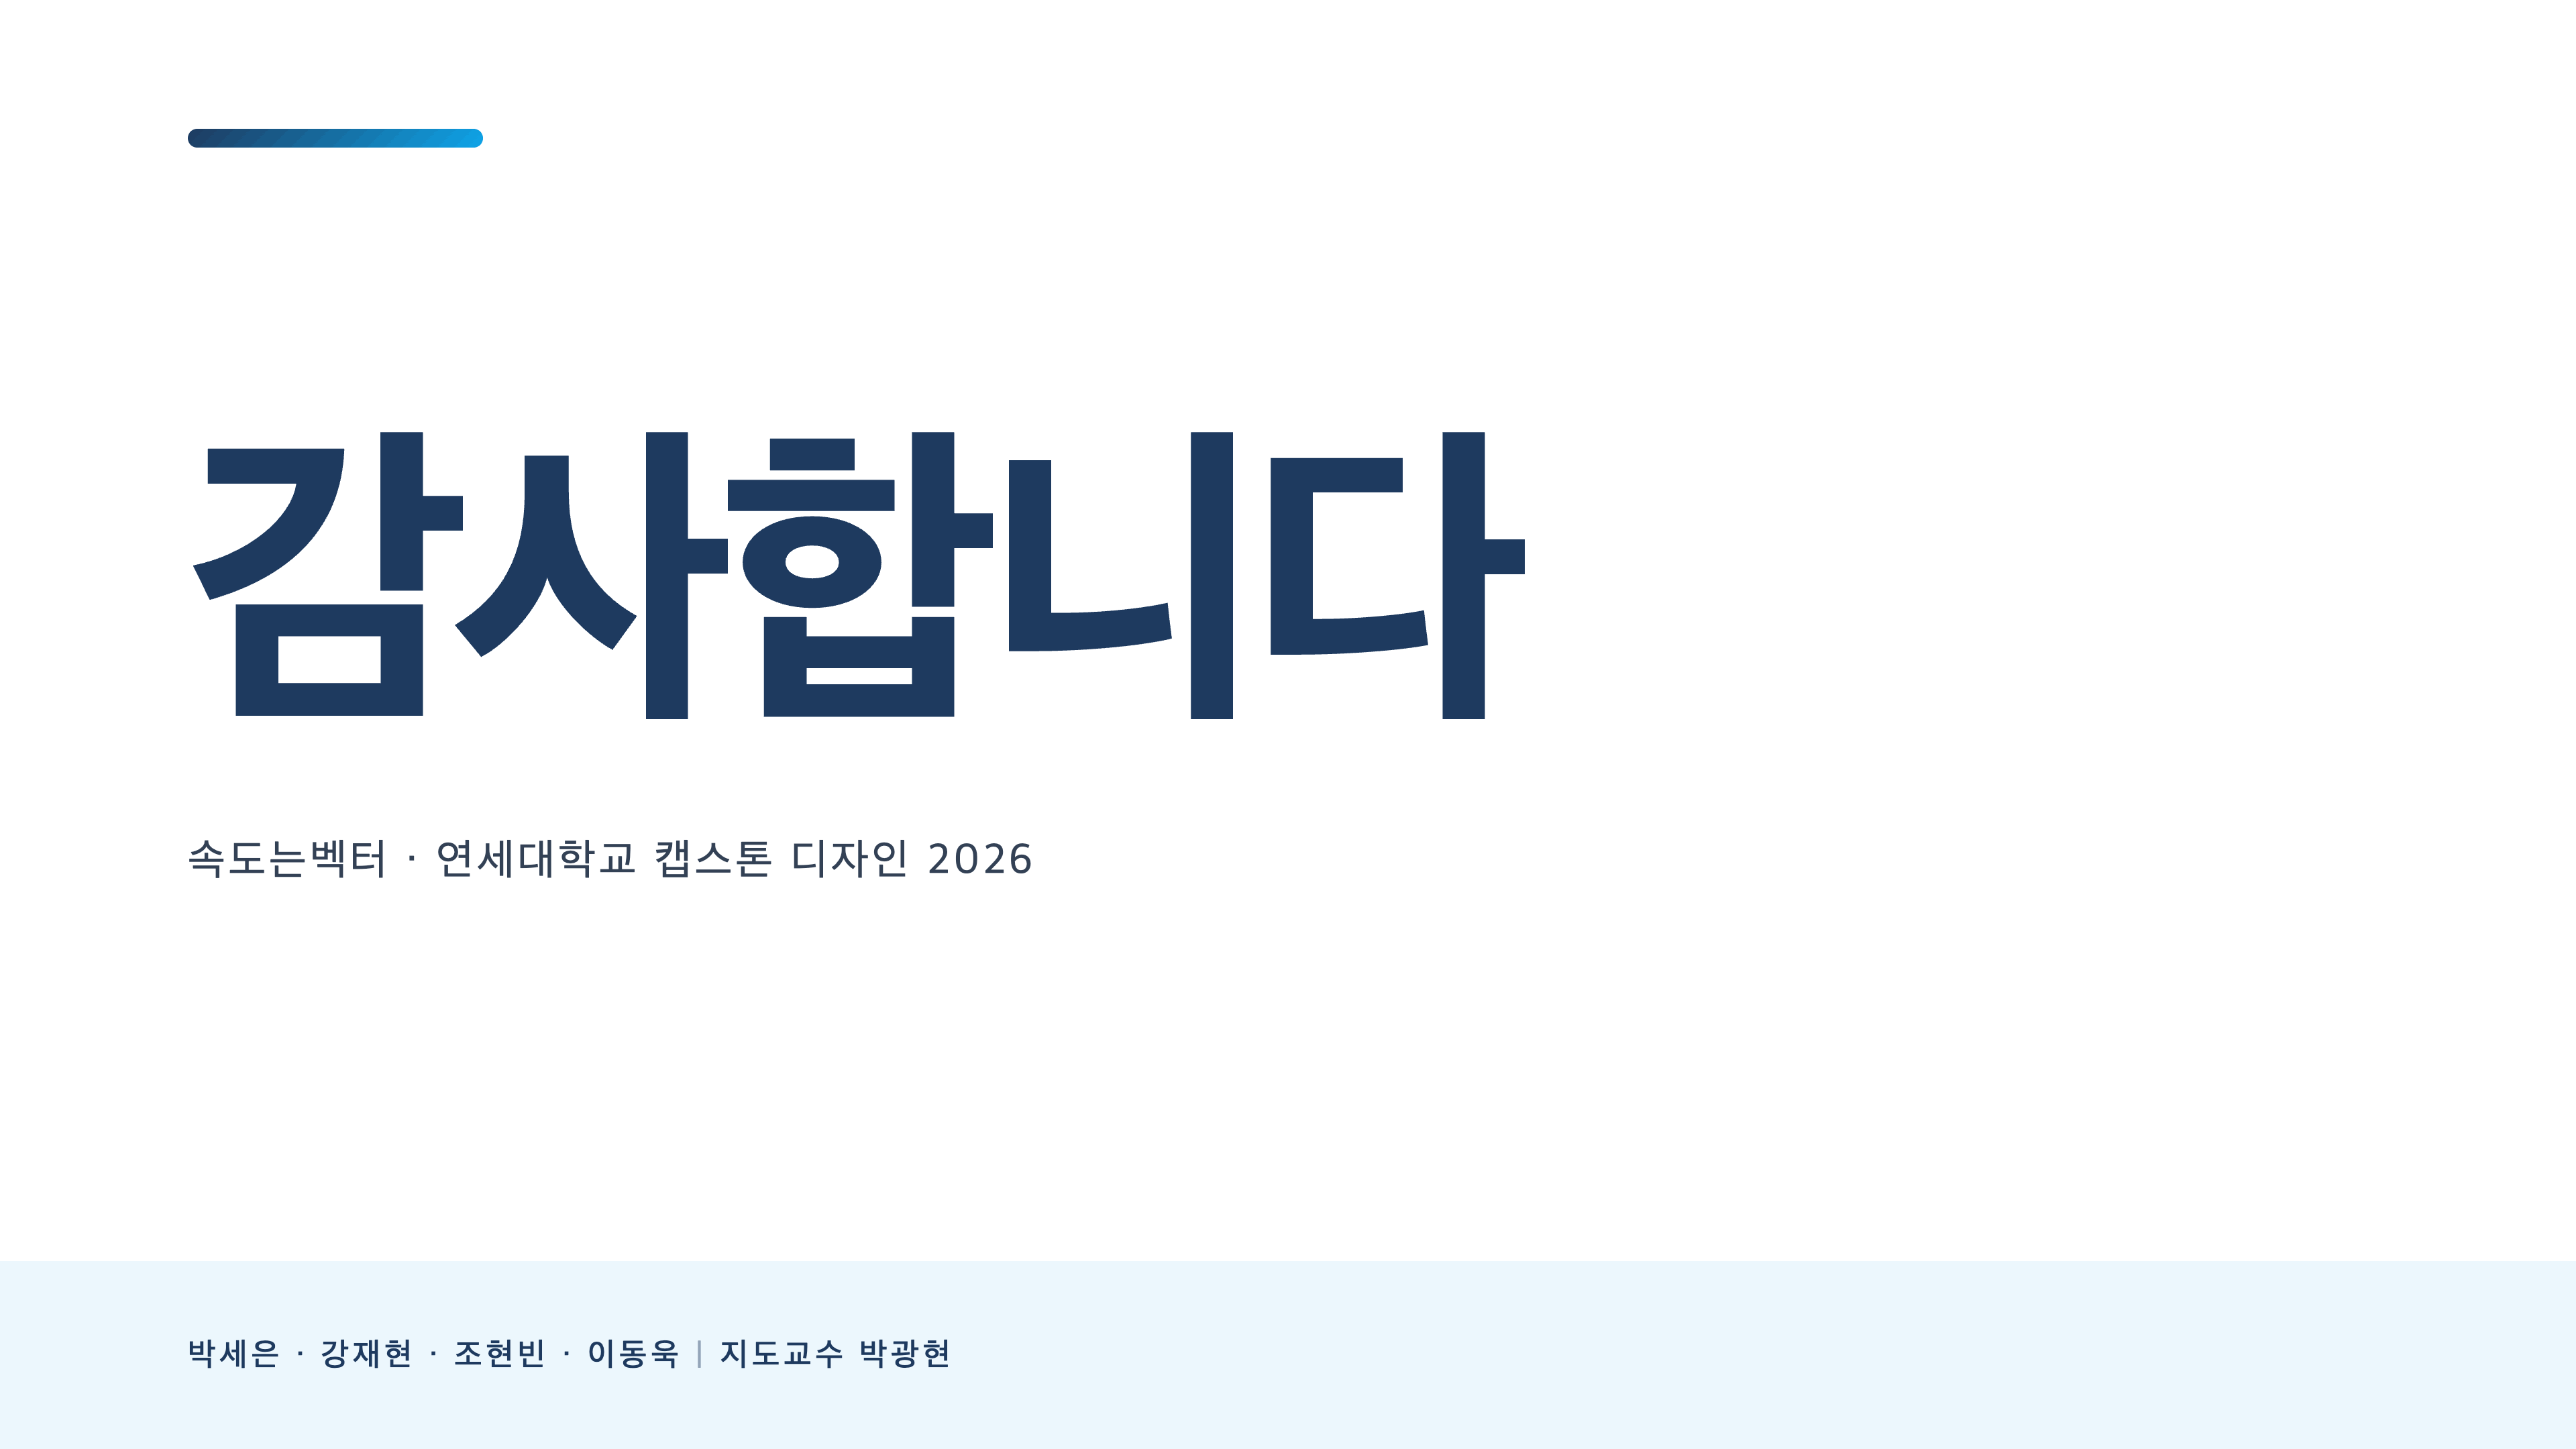 감사합니다
속도는벡터 · 연세대학교 캡스톤 디자인 2026
박세은 · 강재현 · 조현빈 · 이동욱 | 지도교수 박광현